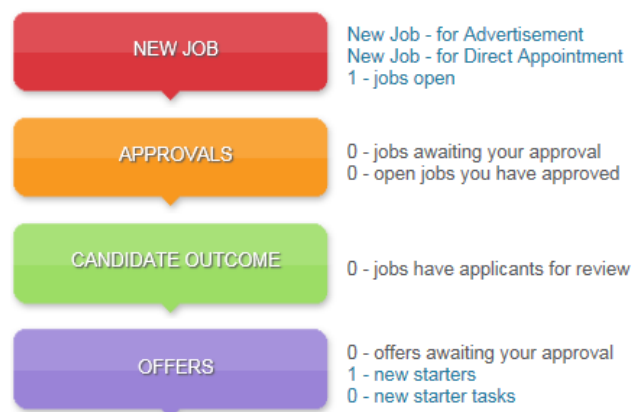 NEW JOB
New Job - for Advertisement
New Job - for Direct Appointment
1 - jobs open
APPROVALS
0 - jobs awaiting your approval
0 - open jobs you have approved
CANDIDATE OUTCOME
0 - jobs have applicants for review
OFFERS
0 - offers awaiting your approval
1 - new starters
0 - new starter tasks